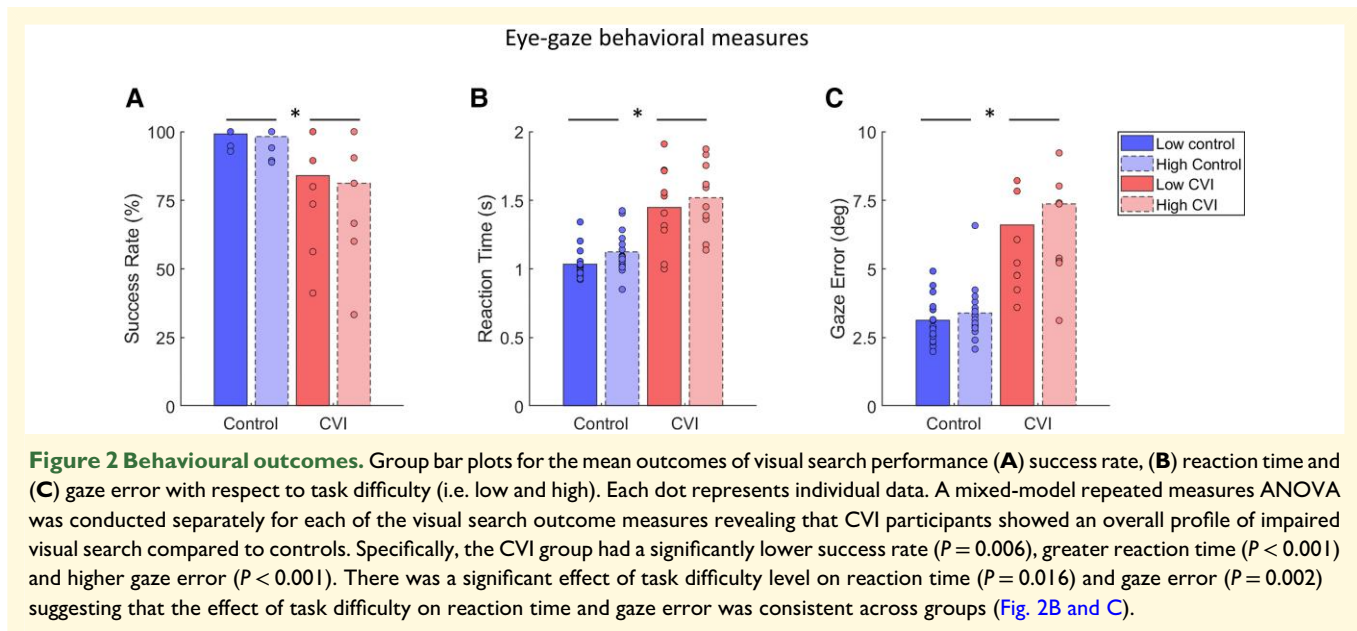 Eye-gaze behavioral measures
A
*
Success Rate (%)
100
75
50
25
0
Control CVI
B
*
Reaction Time (s)
2
1.5
1
0.5
0
Control CVI
C
*
Gaze Error (deg)
10
7.5
5
2.5
0
Control CVI
Low control
High Control
Low CVI
High CVI
Figure 2 Behavioural outcomes. Group bar plots for the mean outcomes of visual search performance (A) success rate, (B) reaction time and
(C) gaze error with respect to task difficulty (i.e. low and high). Each dot represents individual data. A mixed-model repeated measures ANOVA
was conducted separately for each of the visual search outcome measures revealing that CVI participants showed an overall profile of impaired
visual search compared to controls. Specifically, the CVI group had a significantly lower success rate (P = 0.006), greater reaction time (P < 0.001)
and higher gaze error (P < 0.001). There was a significant effect of task difficulty level on reaction time (P = 0.016) and gaze error (P = 0.002)
suggesting that the effect of task difficulty on reaction time and gaze error was consistent across groups (Fig. 2B and C).